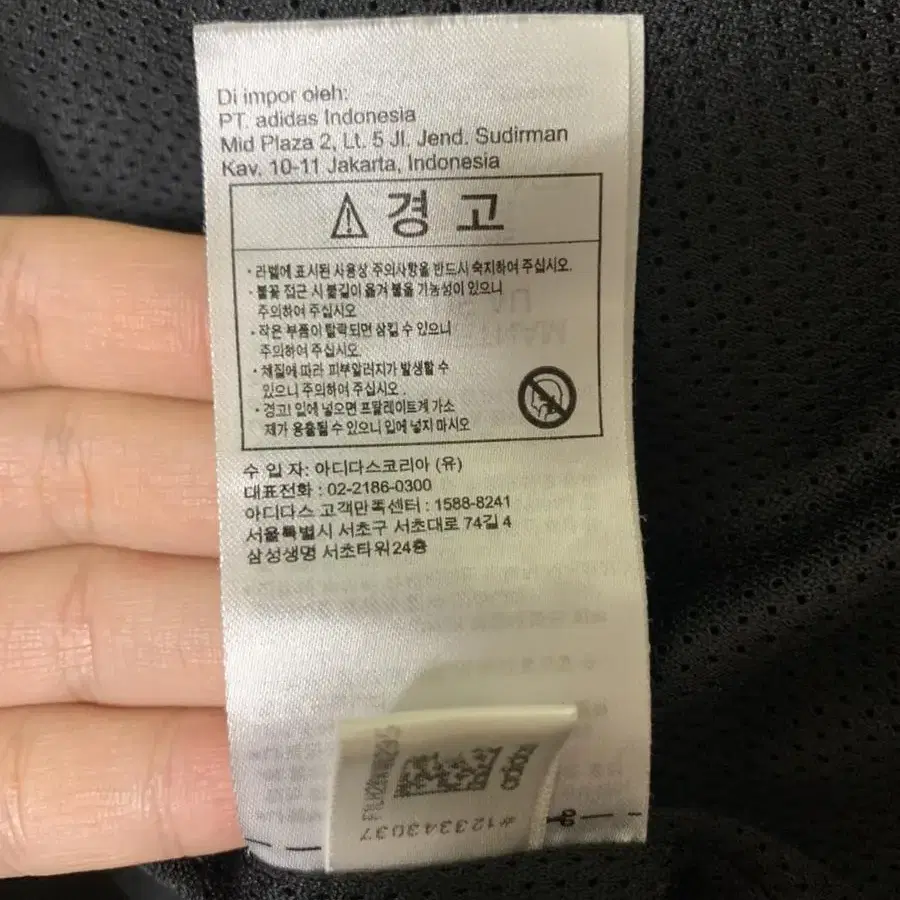 Di impor oleh:
PT. adidas Indonesia
Mid Plaza 2, Lt. 5 Jl. Jend. Sudirman
Kav. 10-11 Jakarta, Indonesia
경 고
· 라벨에 표시된 사용상 주의사항을 반드시 숙지하여 주십시오.
· 불꽃 접근 시 불길이 옮겨 붙을 가능성이 있으니
주의하여 주십시오
· 작은 부품이 탈락되면 삼킬 수 있으니
주의하여 주십시오.
· 재질에 따라 피부알러지가 발생할 수
있으니 주의하여 주십시오.
· 경고! 입에 넣으면 프탈레이트계 가소
제가 용출될 수 있으니 입에 넣지 마시오
수 입 자: 아디다스코리아 (유)
대표전화 : 02-2186-0300
아디다스 고객만족센터 : 1588-8241
서울특별시 서초구 서초대로 74길 4
삼성생명 서초타워 24층
#123343037